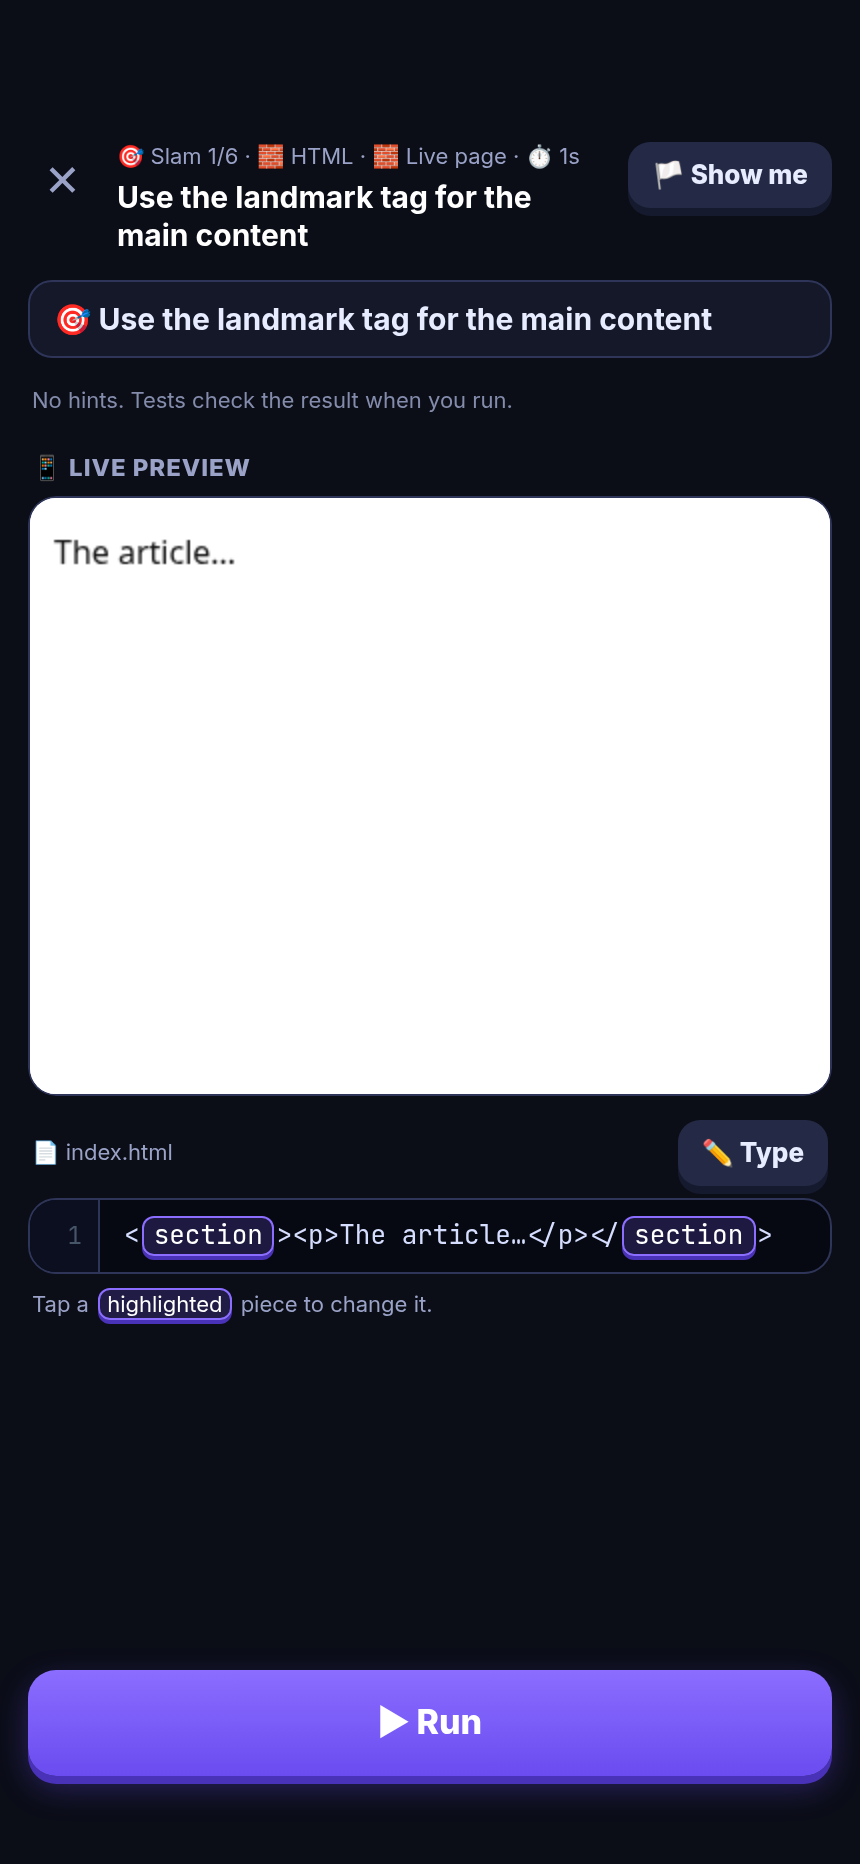 ✕
🎯 Slam 1/6 · 🧱 HTML · 🧱 Live page · ⏱️ 1s
Use the landmark tag for the
main content
🏳️ Show me
🎯 Use the landmark tag for the main content
No hints. Tests check the result when you run.
📱 LIVE PREVIEW
The article...
📄 index.html
✏️ Type
1 <section><p>The article…</p></section>
Tap a highlighted piece to change it.
▶ Run